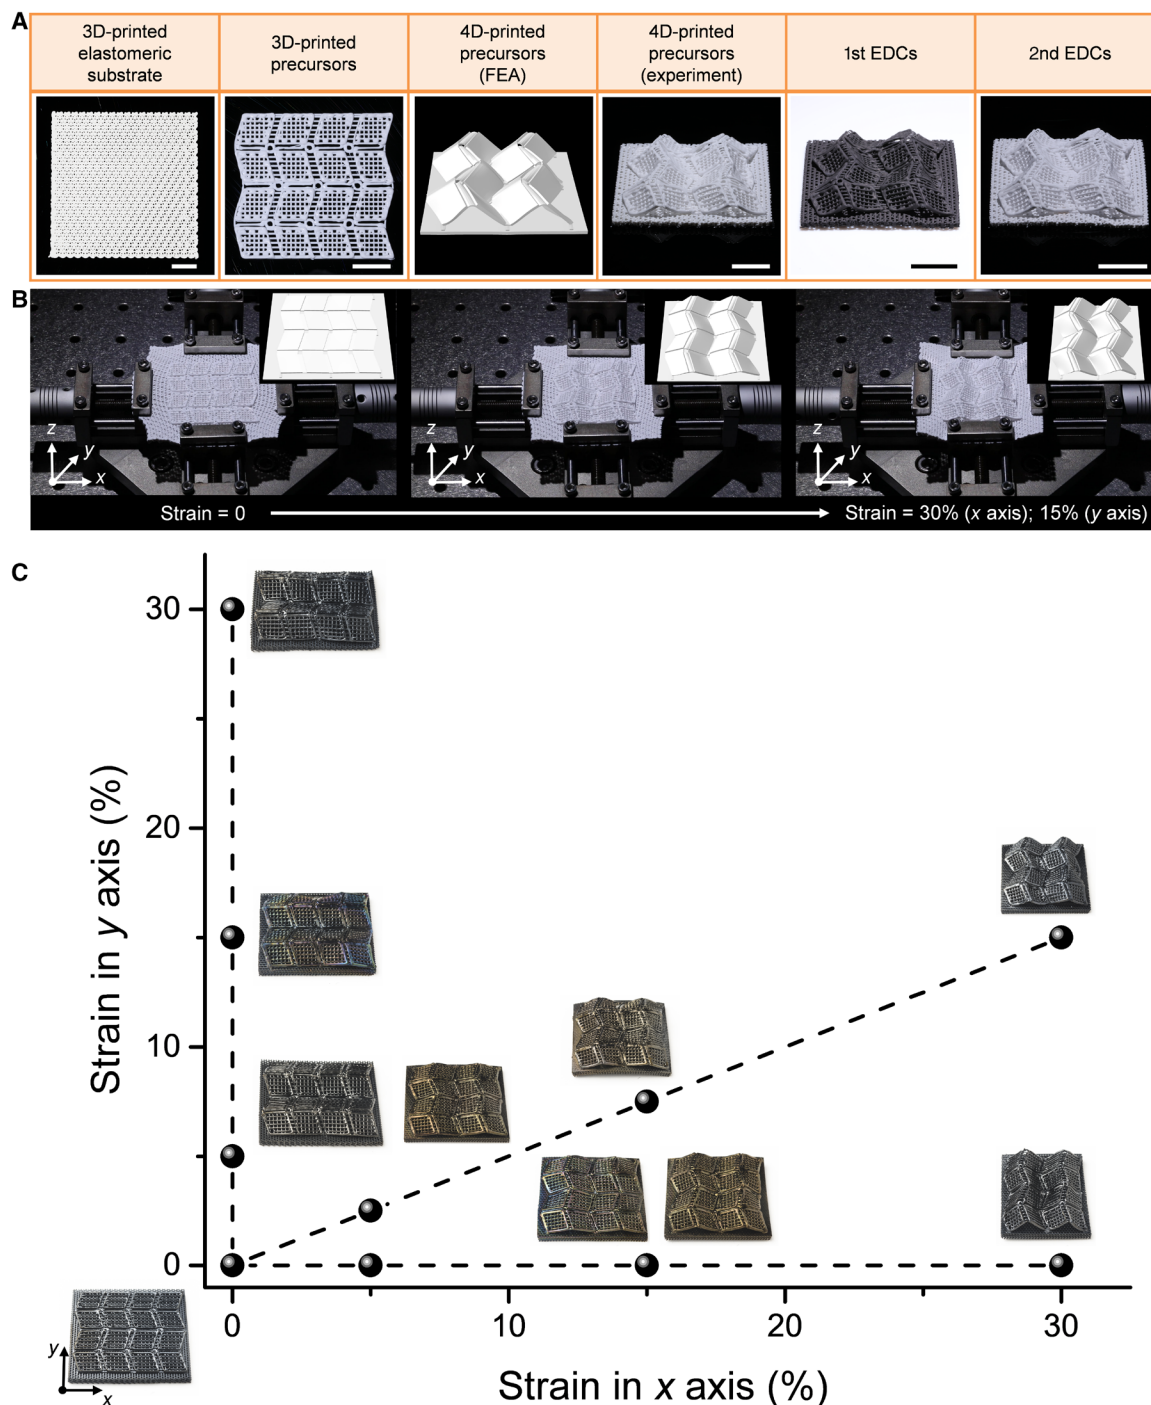 A
3D-printed
elastomeric
substrate
3D-printed
precursors
4D-printed
precursors
(FEA)
4D-printed
precursors
(experiment)
1st EDCs
2nd EDCs
B
z
y
x
z
y
x
z
y
x
Strain = 0
Strain = 30% (x axis); 15% (y axis)
C
30
20
10
0
Strain in y axis (%)
0
10
20
30
Strain in x axis (%)
y
x